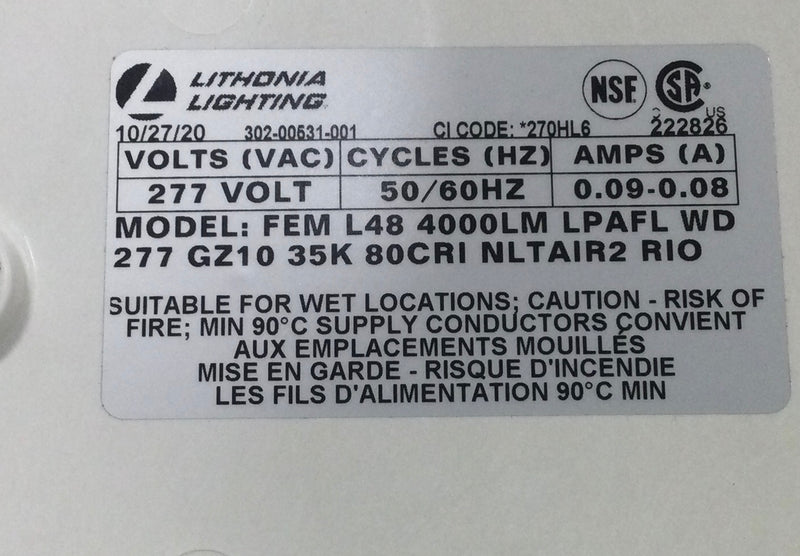 LITHONIA
LIGHTING
NSF
SA
US
10/27/20 302-00531-001 CI CODE: *270HL6 222826
VOLTS (VAC) CYCLES (HZ) AMPS (A)
277 VOLT 50/60HZ 0.09-0.08
MODEL: FEM L48 4000LM LPAFL WD
277 GZ10 35K 80CRI NLTAIR2 RIO
SUITABLE FOR WET LOCATIONS; CAUTION - RISK OF
FIRE; MIN 90°C SUPPLY CONDUCTORS CONVIENT
AUX EMPLACEMENTS MOUILLÉS
MISE EN GARDE - RISQUE D'INCENDIE
LES FILS D'ALIMENTATION 90°C MIN